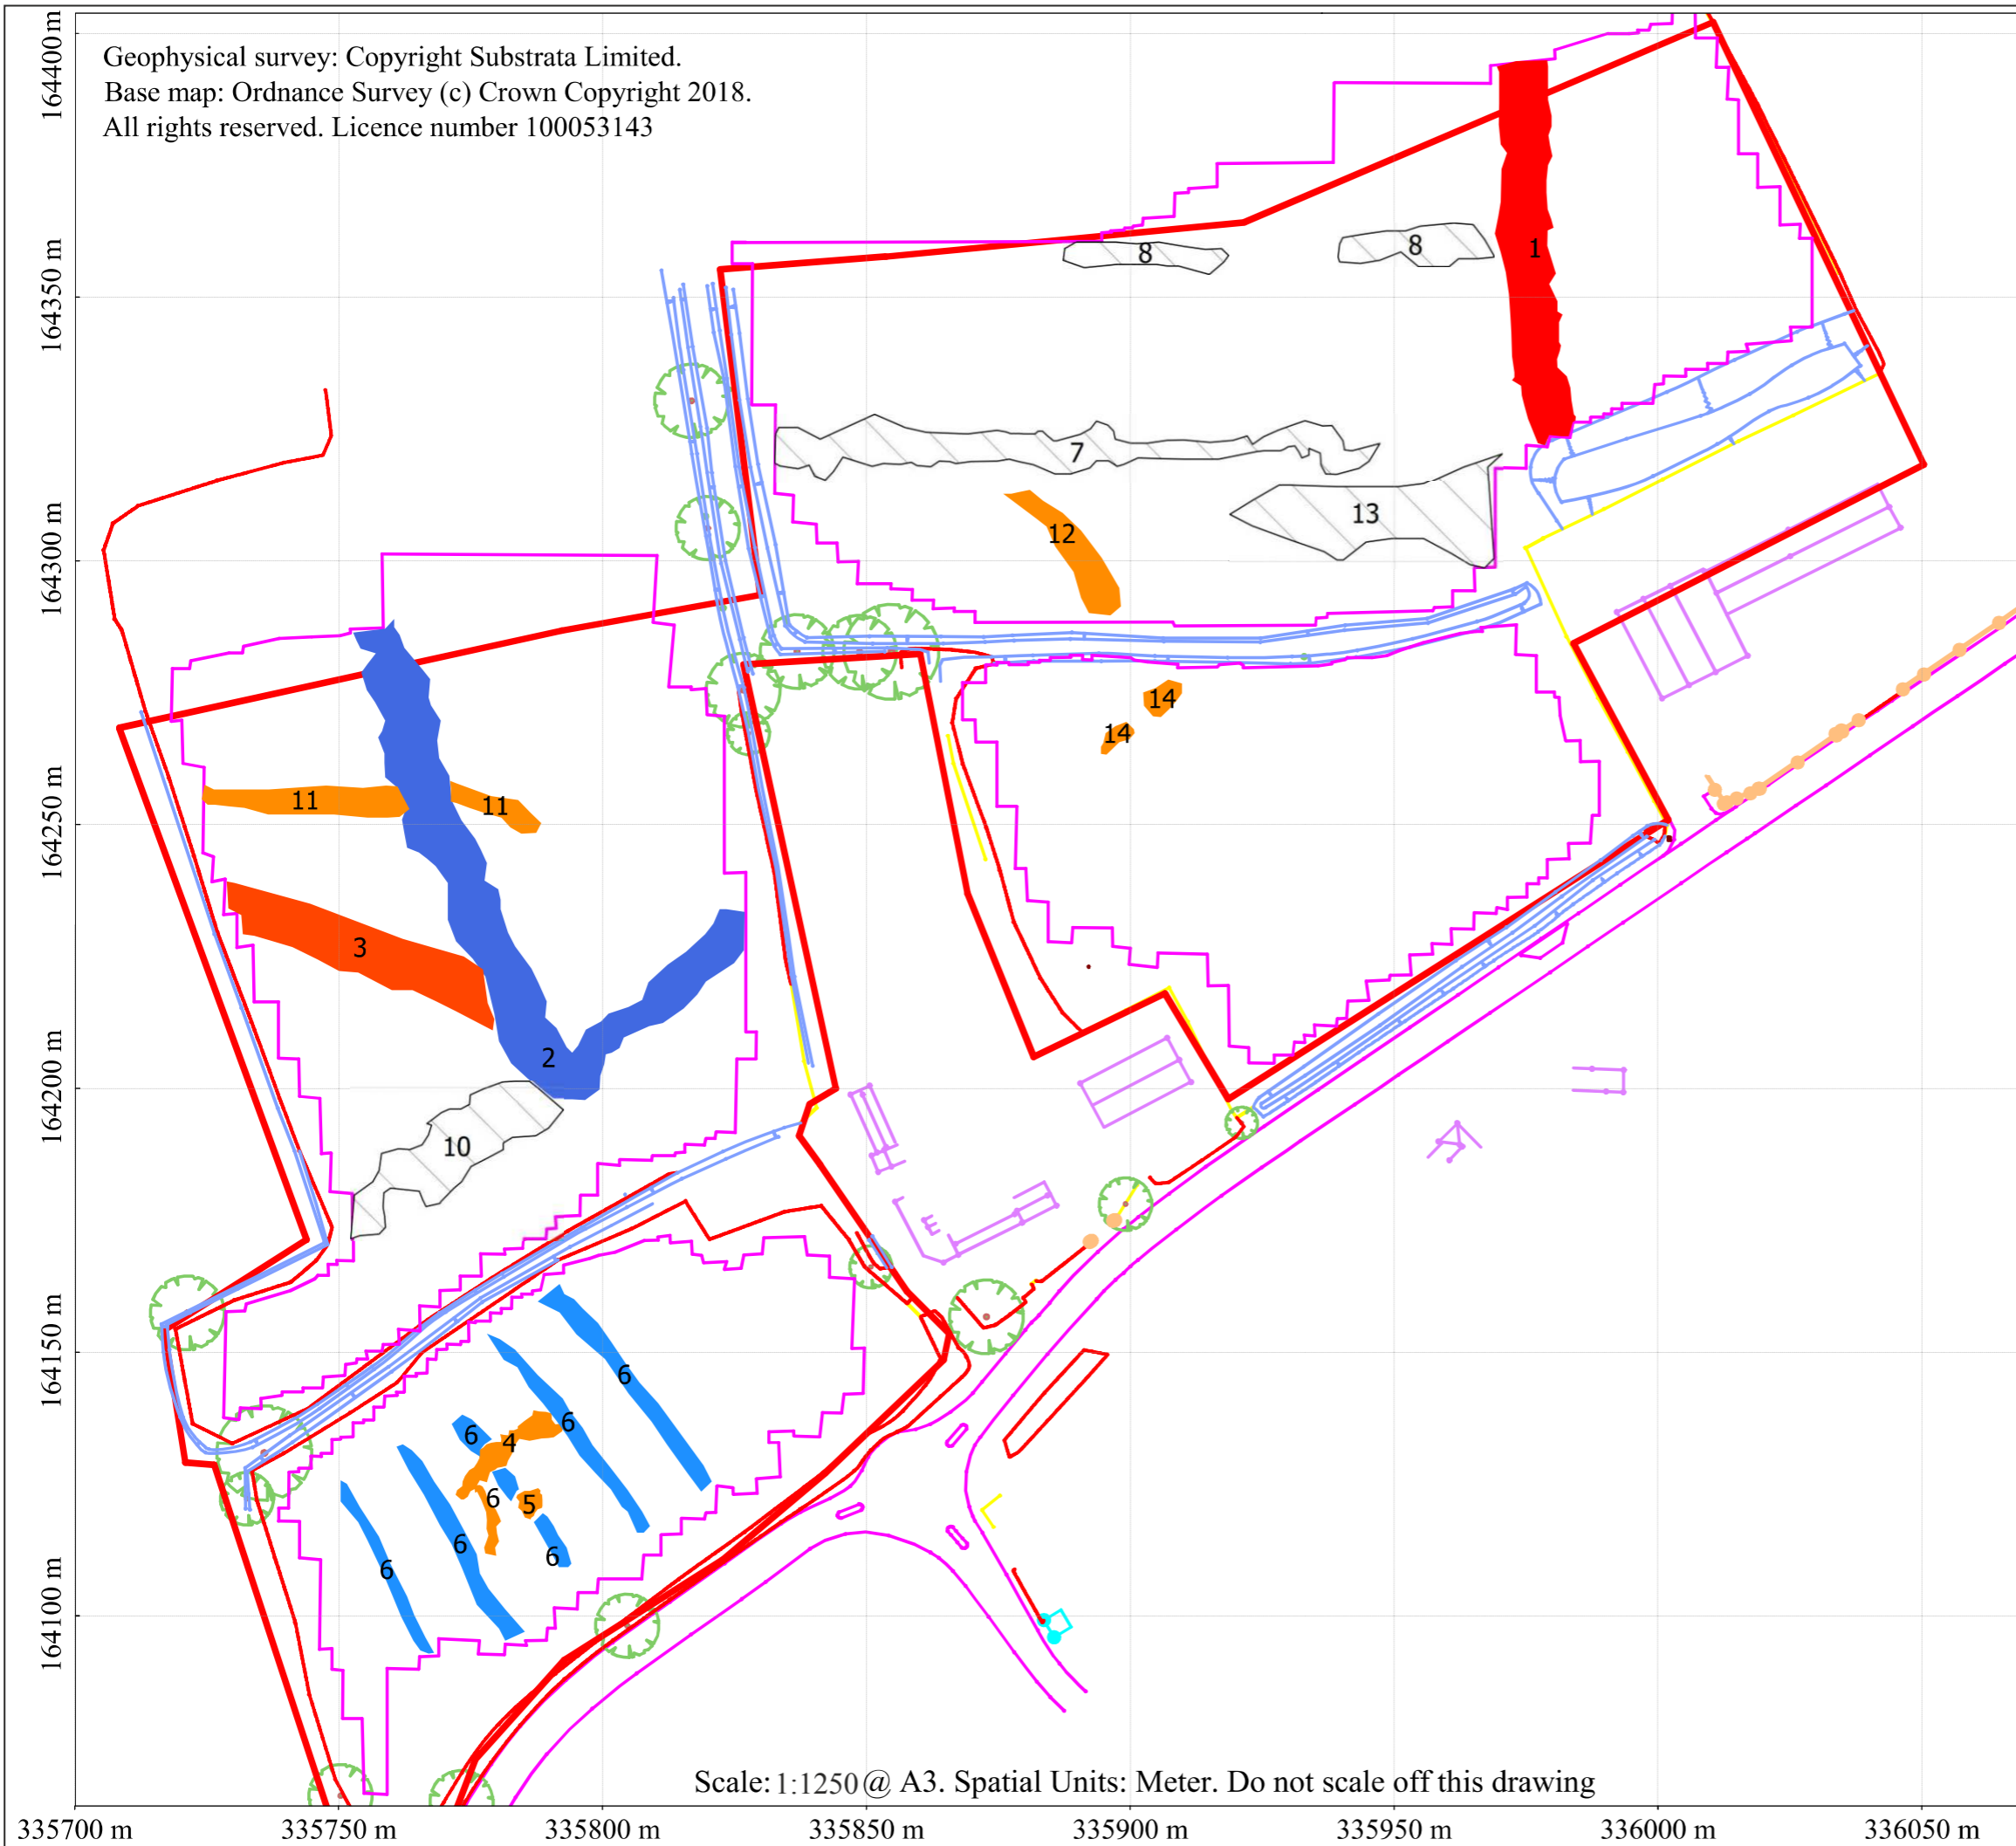 Geophysical survey: Copyright Substrata Limited.
Base map: Ordnance Survey (c) Crown Copyright 2018.
All rights reserved. Licence number 100053143
164400m
164350 m
164300 m
164250 m
164200 m
164150 m
164100 m
8
8
1
7
13
12
14
14
11
11
3
2
10
6
6
6
4
6
5
6
6
6
Scale: 1:1250 @ A3. Spatial Units: Meter. Do not scale off this drawing
335700 m
335750 m
335800 m
335850 m
335900 m
335950 m
336000 m
336050 m